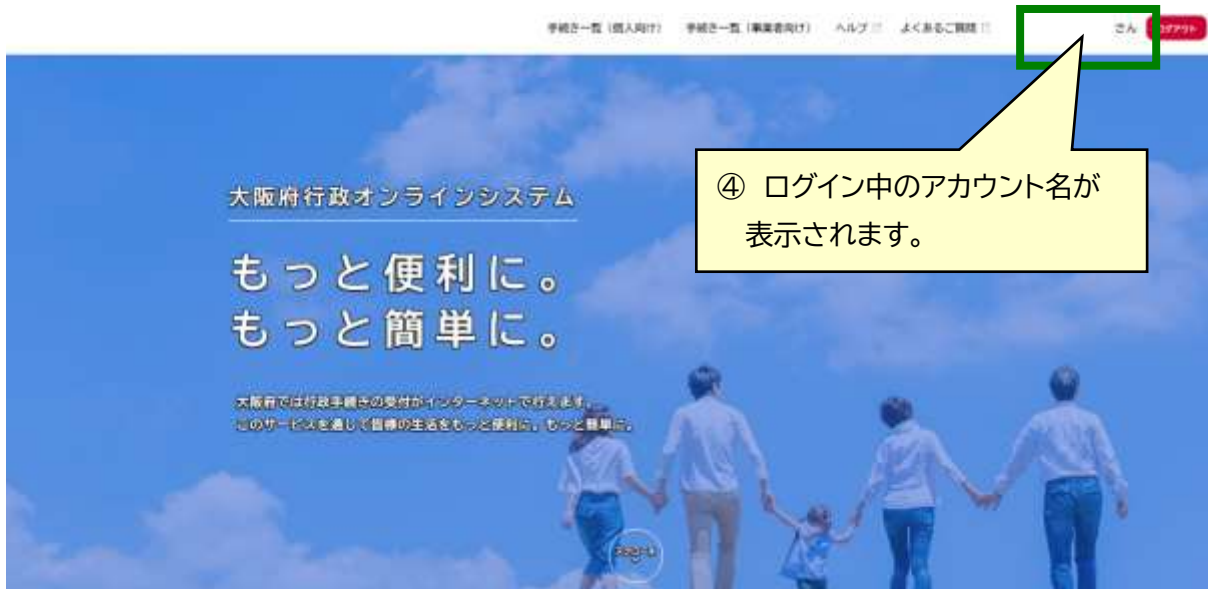 手続き一覧（個人向け） 手続き一覧（事業者向け） ヘルプ よくあるご質問 さん ログアウト
④ ログイン中のアカウント名が
表示されます。
大阪府行政オンラインシステム
もっと便利に。
もっと簡単に。
大阪府では行政手続きの受付がインターネットで行えます。
このサービスを通して皆様の生活をもっと便利に。もっと簡単に。
スクロール